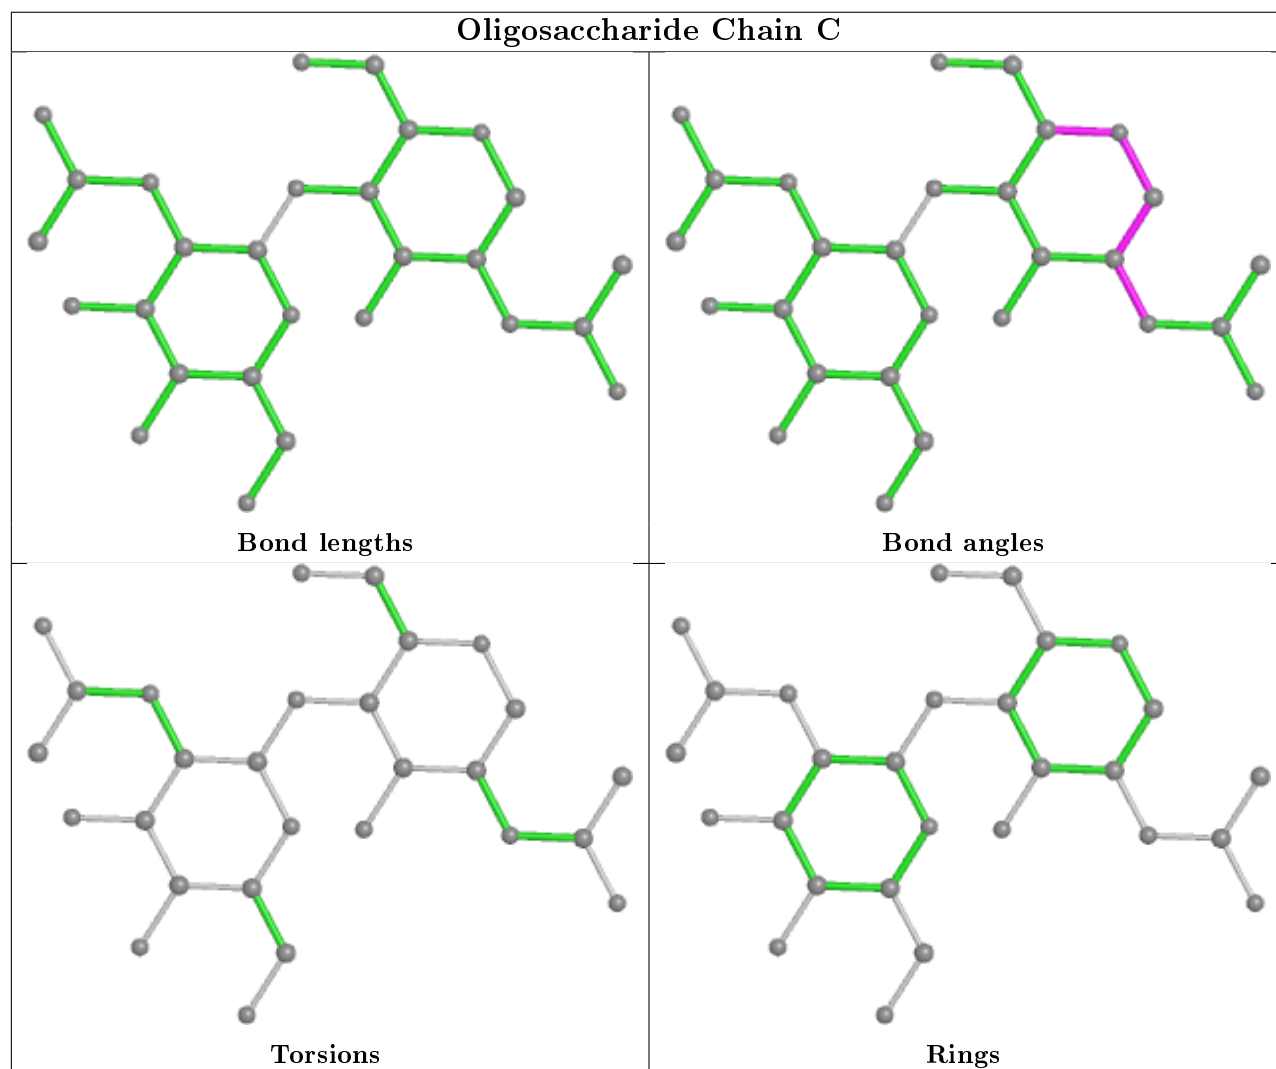 Oligosaccharide Chain C
Bond lengths
Bond angles
Torsions
Rings